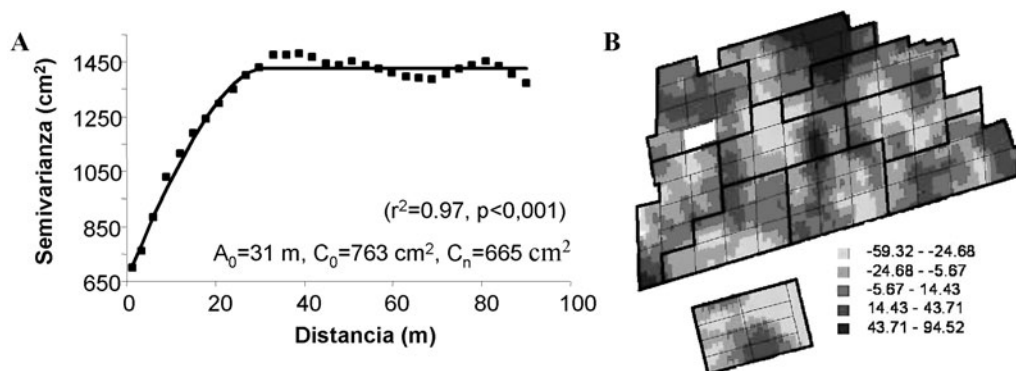 A
B
Semivarianza (cm²)
1450
1250
1050
850
650
(r²=0.97, p<0,001)
A₀=31 m, C₀=763 cm², Cₙ=665 cm²
0 20 40 60 80 100
Distancia (m)
-59.32 - -24.68
-24.68 - -5.67
-5.67 - 14.43
14.43 - 43.71
43.71 - 94.52